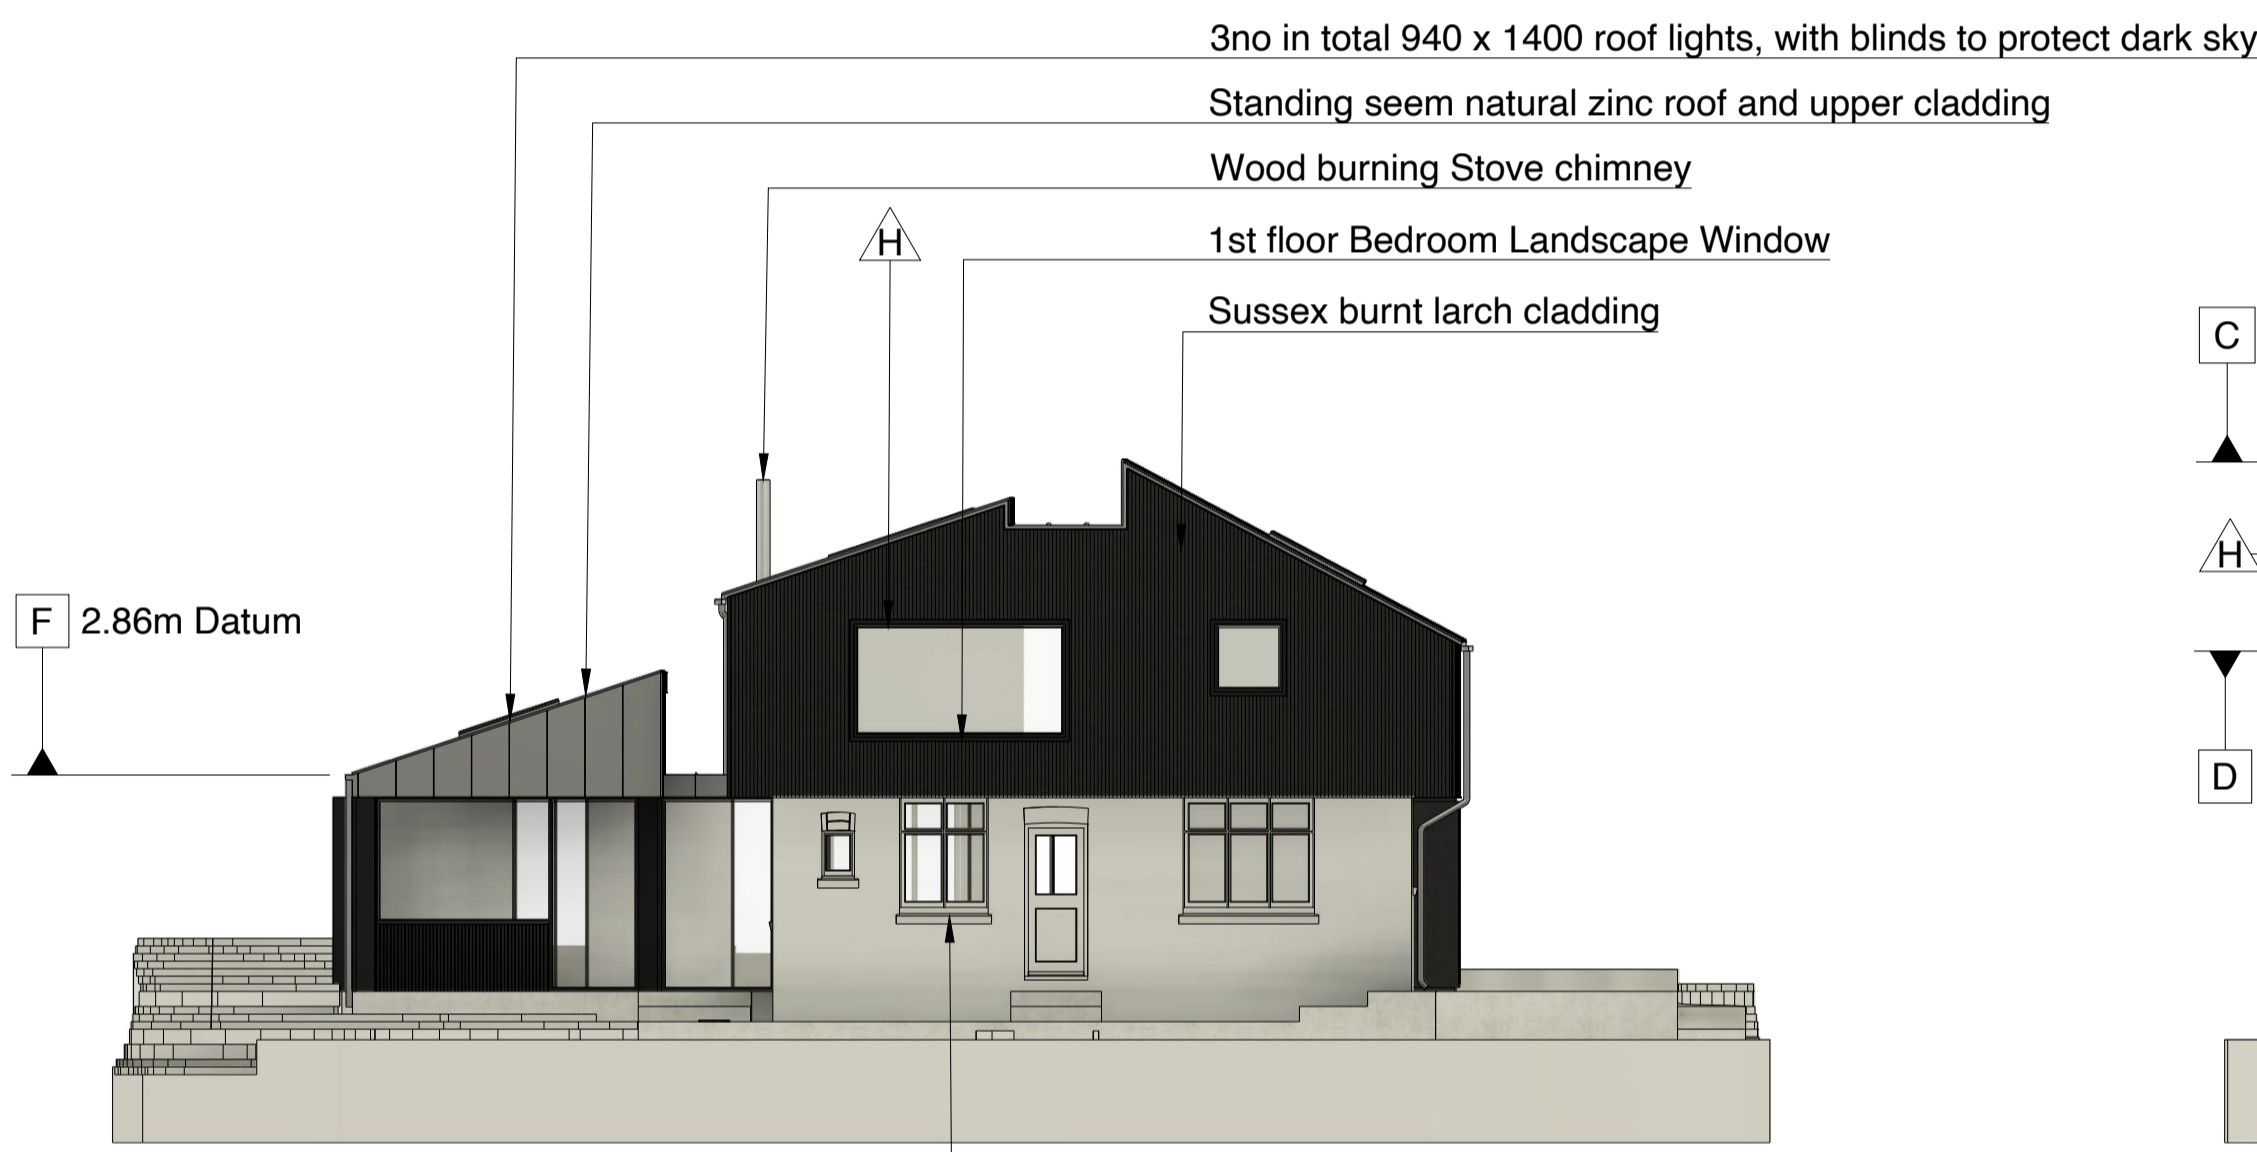 3no in total 940 x 1400 roof lights, with blinds to protect dark sky
Standing seem natural zinc roof and upper cladding
Wood burning Stove chimney
H
1st floor Bedroom Landscape Window
Sussex burnt larch cladding
C
H
F 2.86m Datum
D